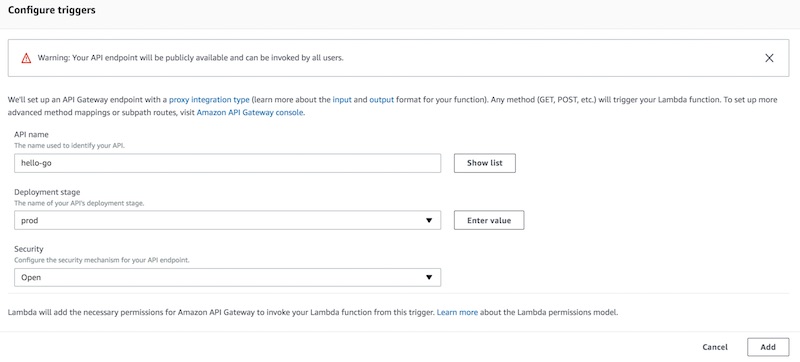 Configure triggers
Warning: Your API endpoint will be publicly available and can be invoked by all users.
We'll set up an API Gateway endpoint with a proxy integration type (learn more about the input and output format for your function). Any method (GET, POST, etc.) will trigger your Lambda function. To set up more
advanced method mappings or subpath routes, visit Amazon API Gateway console.
API name
The name used to identify your API.
hello-go
Show list
Deployment stage
The name of your API's deployment stage.
prod
Enter value
Security
Configure the security mechanism for your API endpoint.
Open
Lambda will add the necessary permissions for Amazon API Gateway to invoke your Lambda function from this trigger. Learn more about the Lambda permissions model.
Cancel
Add